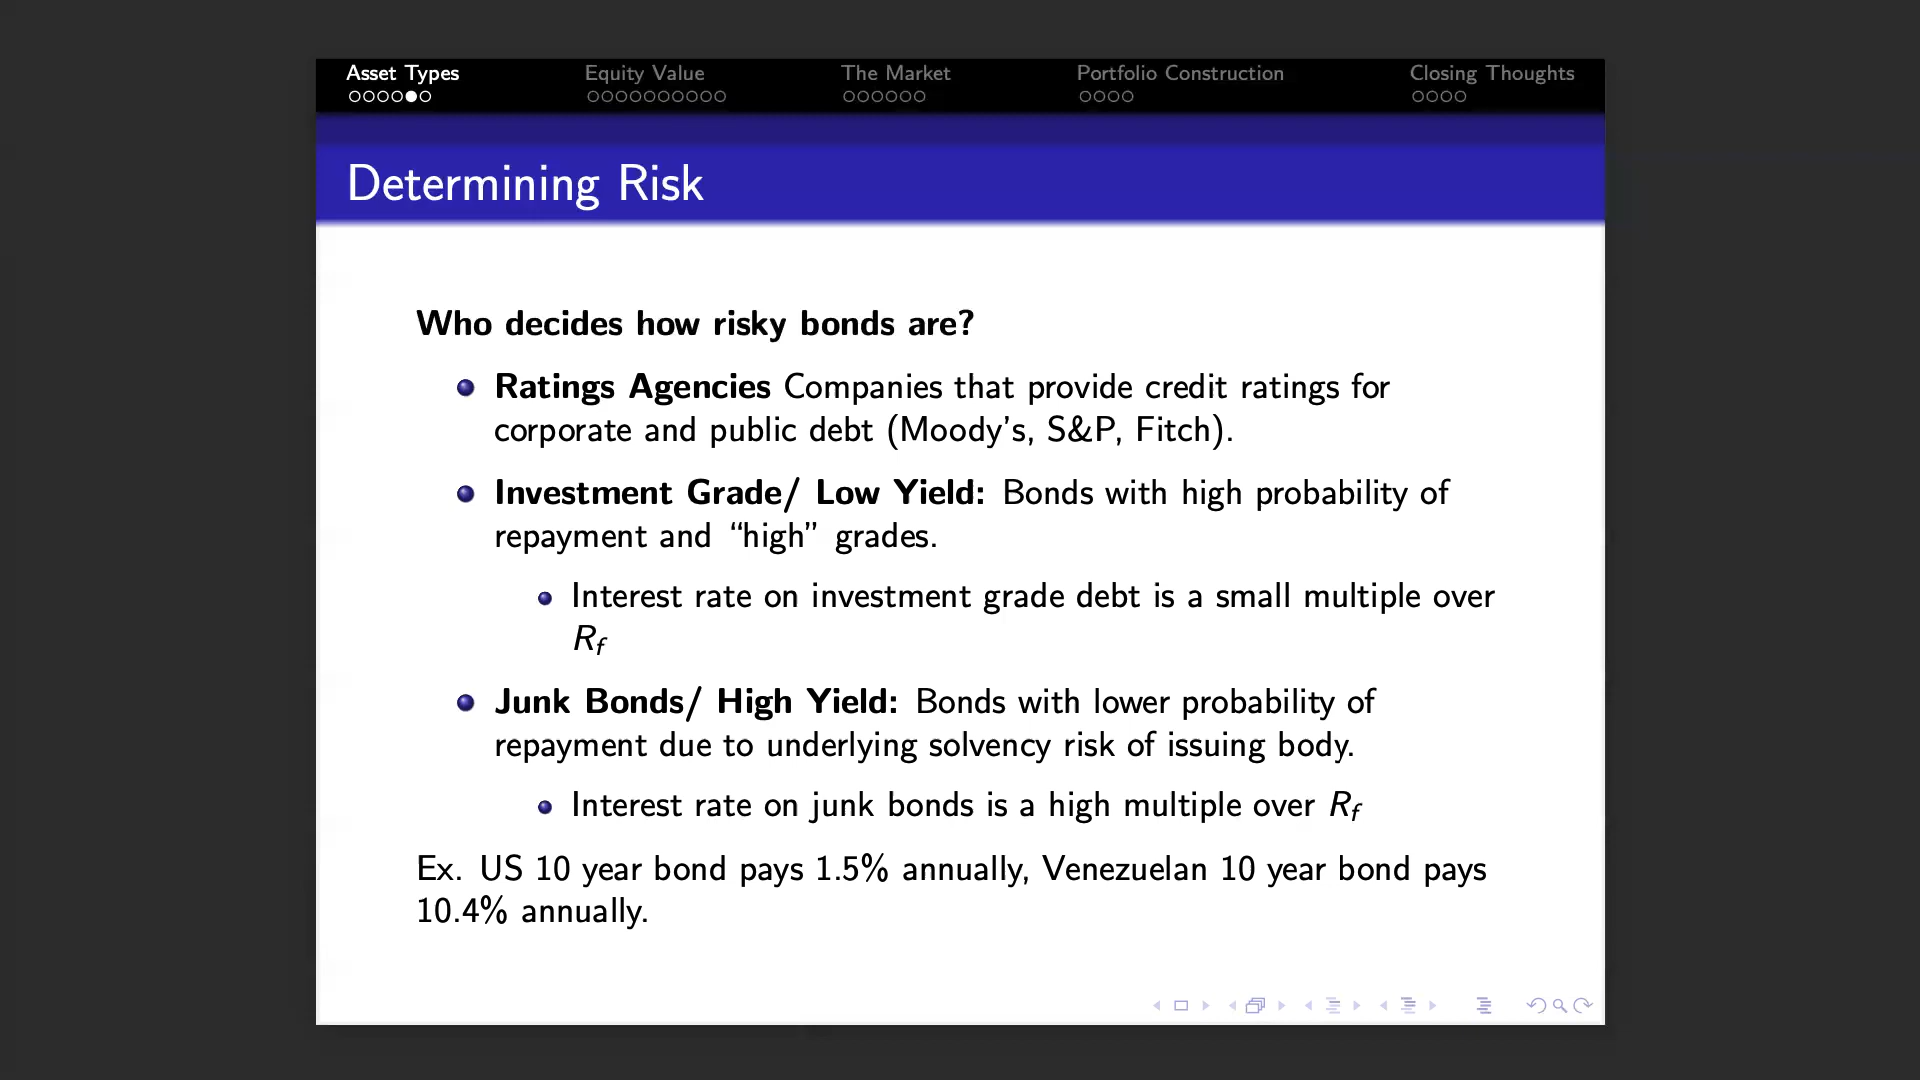 Asset Types Equity Value The Market Portfolio Construction Closing Thoughts
Determining Risk
Who decides how risky bonds are?
Ratings Agencies Companies that provide credit ratings for
corporate and public debt (Moody's, S&P, Fitch).
Investment Grade/ Low Yield: Bonds with high probability of
repayment and “high” grades.
Interest rate on investment grade debt is a small multiple over
Rf
Junk Bonds/ High Yield: Bonds with lower probability of
repayment due to underlying solvency risk of issuing body.
Interest rate on junk bonds is a high multiple over Rf
Ex. US 10 year bond pays 1.5% annually, Venezuelan 10 year bond pays
10.4% annually.